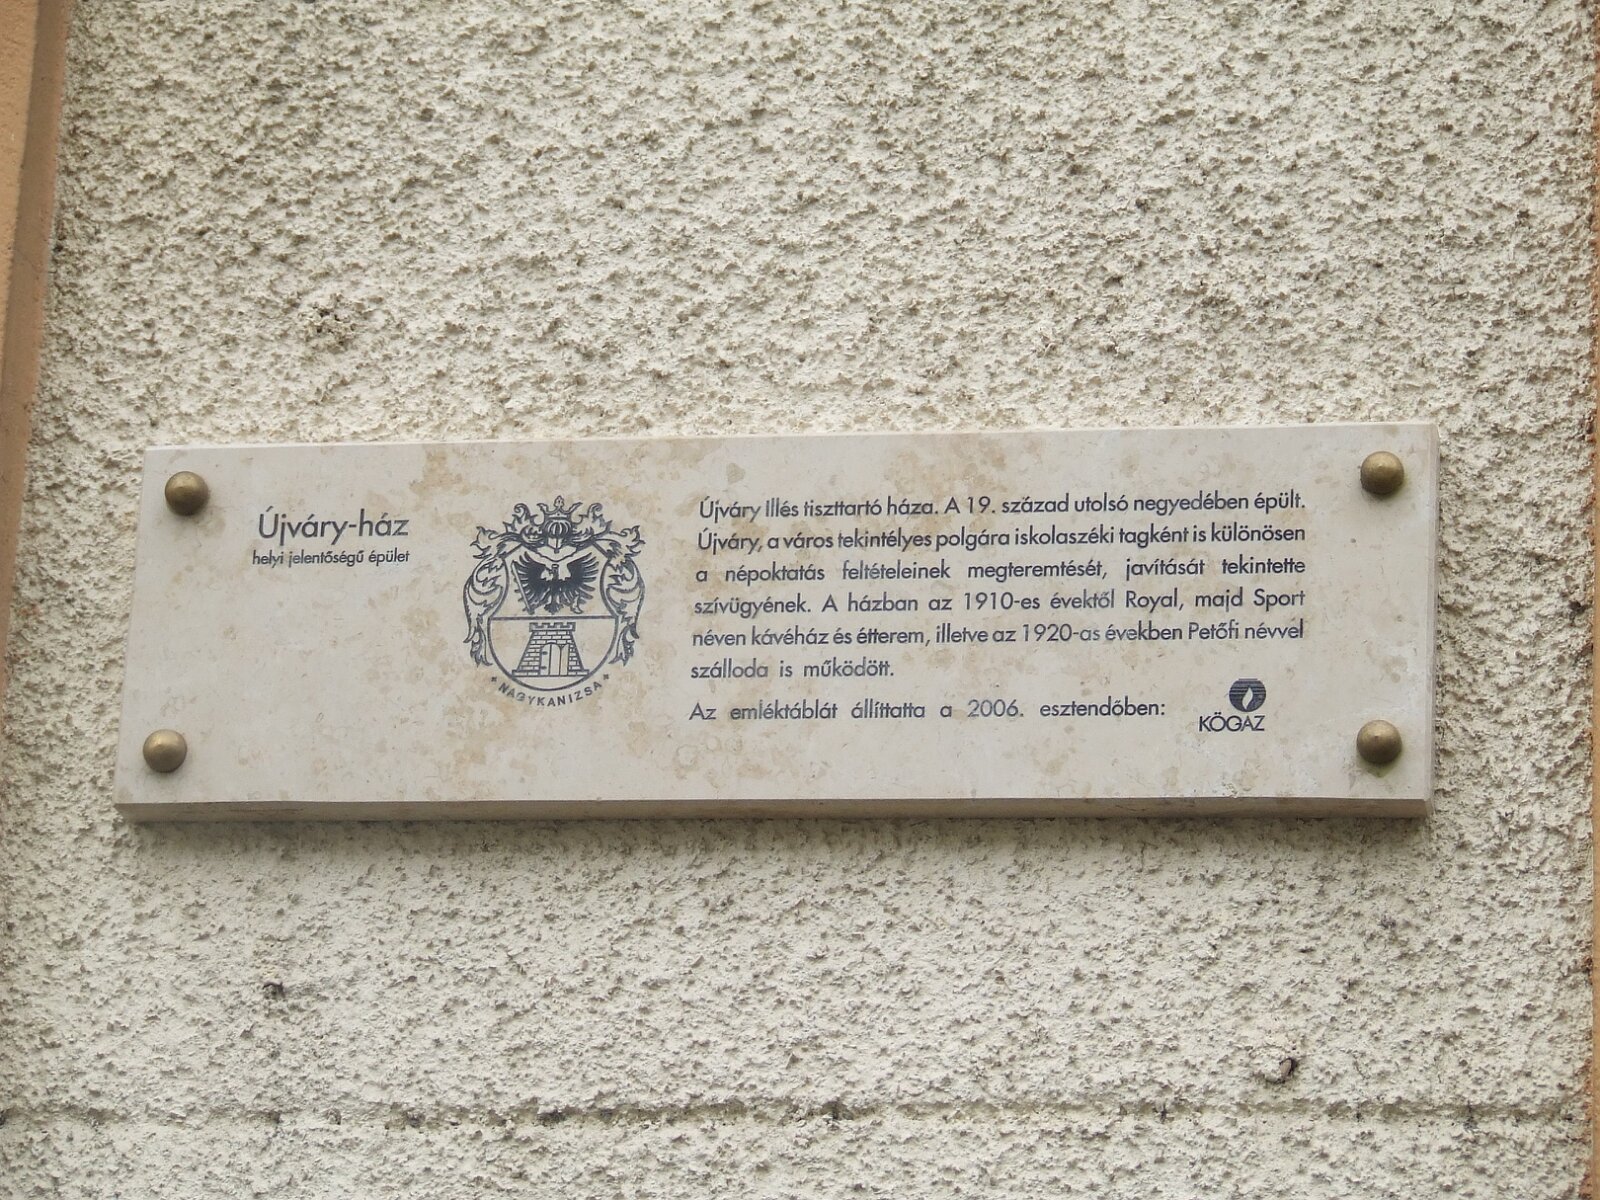 Újváry-ház
helyi jelentőségű épület
NAGYKANIZSA
Újváry Illés tiszttartó háza. A 19. század utolsó negyedében épült.
Újváry, a város tekintélyes polgára iskolaszéki tagként is különösen
a népoktatás feltételeinek megteremtését, javítását tekintette
szívügyének. A házban az 1910-es évektől Royal, majd Sport
néven kávéház és étterem, illetve az 1920-as években Petőfi névvel
szálloda is működött.
Az emléktáblát állíttatta a 2006. esztendőben:
KÖGÁZ